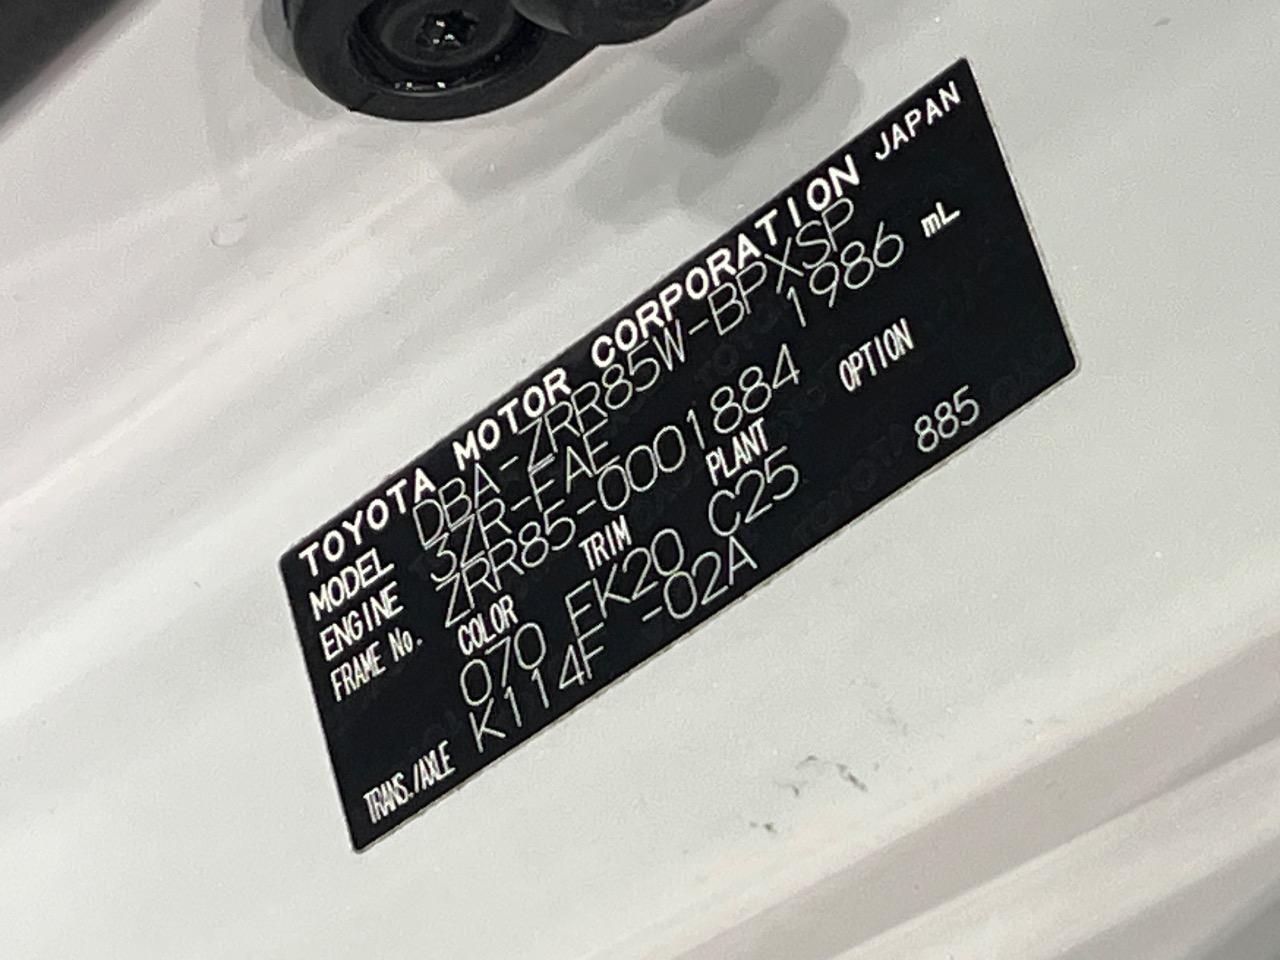 TOYOTA MOTOR CORPORATION JAPAN
MODEL DBA-ZRR85W-BPXSP
ENGINE 3ZR-FAE 1986 mL
FRAME No. ZRR85-0001884
COLOR TRIM PLANT OPTION
070 EK20 C25 885
TRANS./AXLE K114F -02A